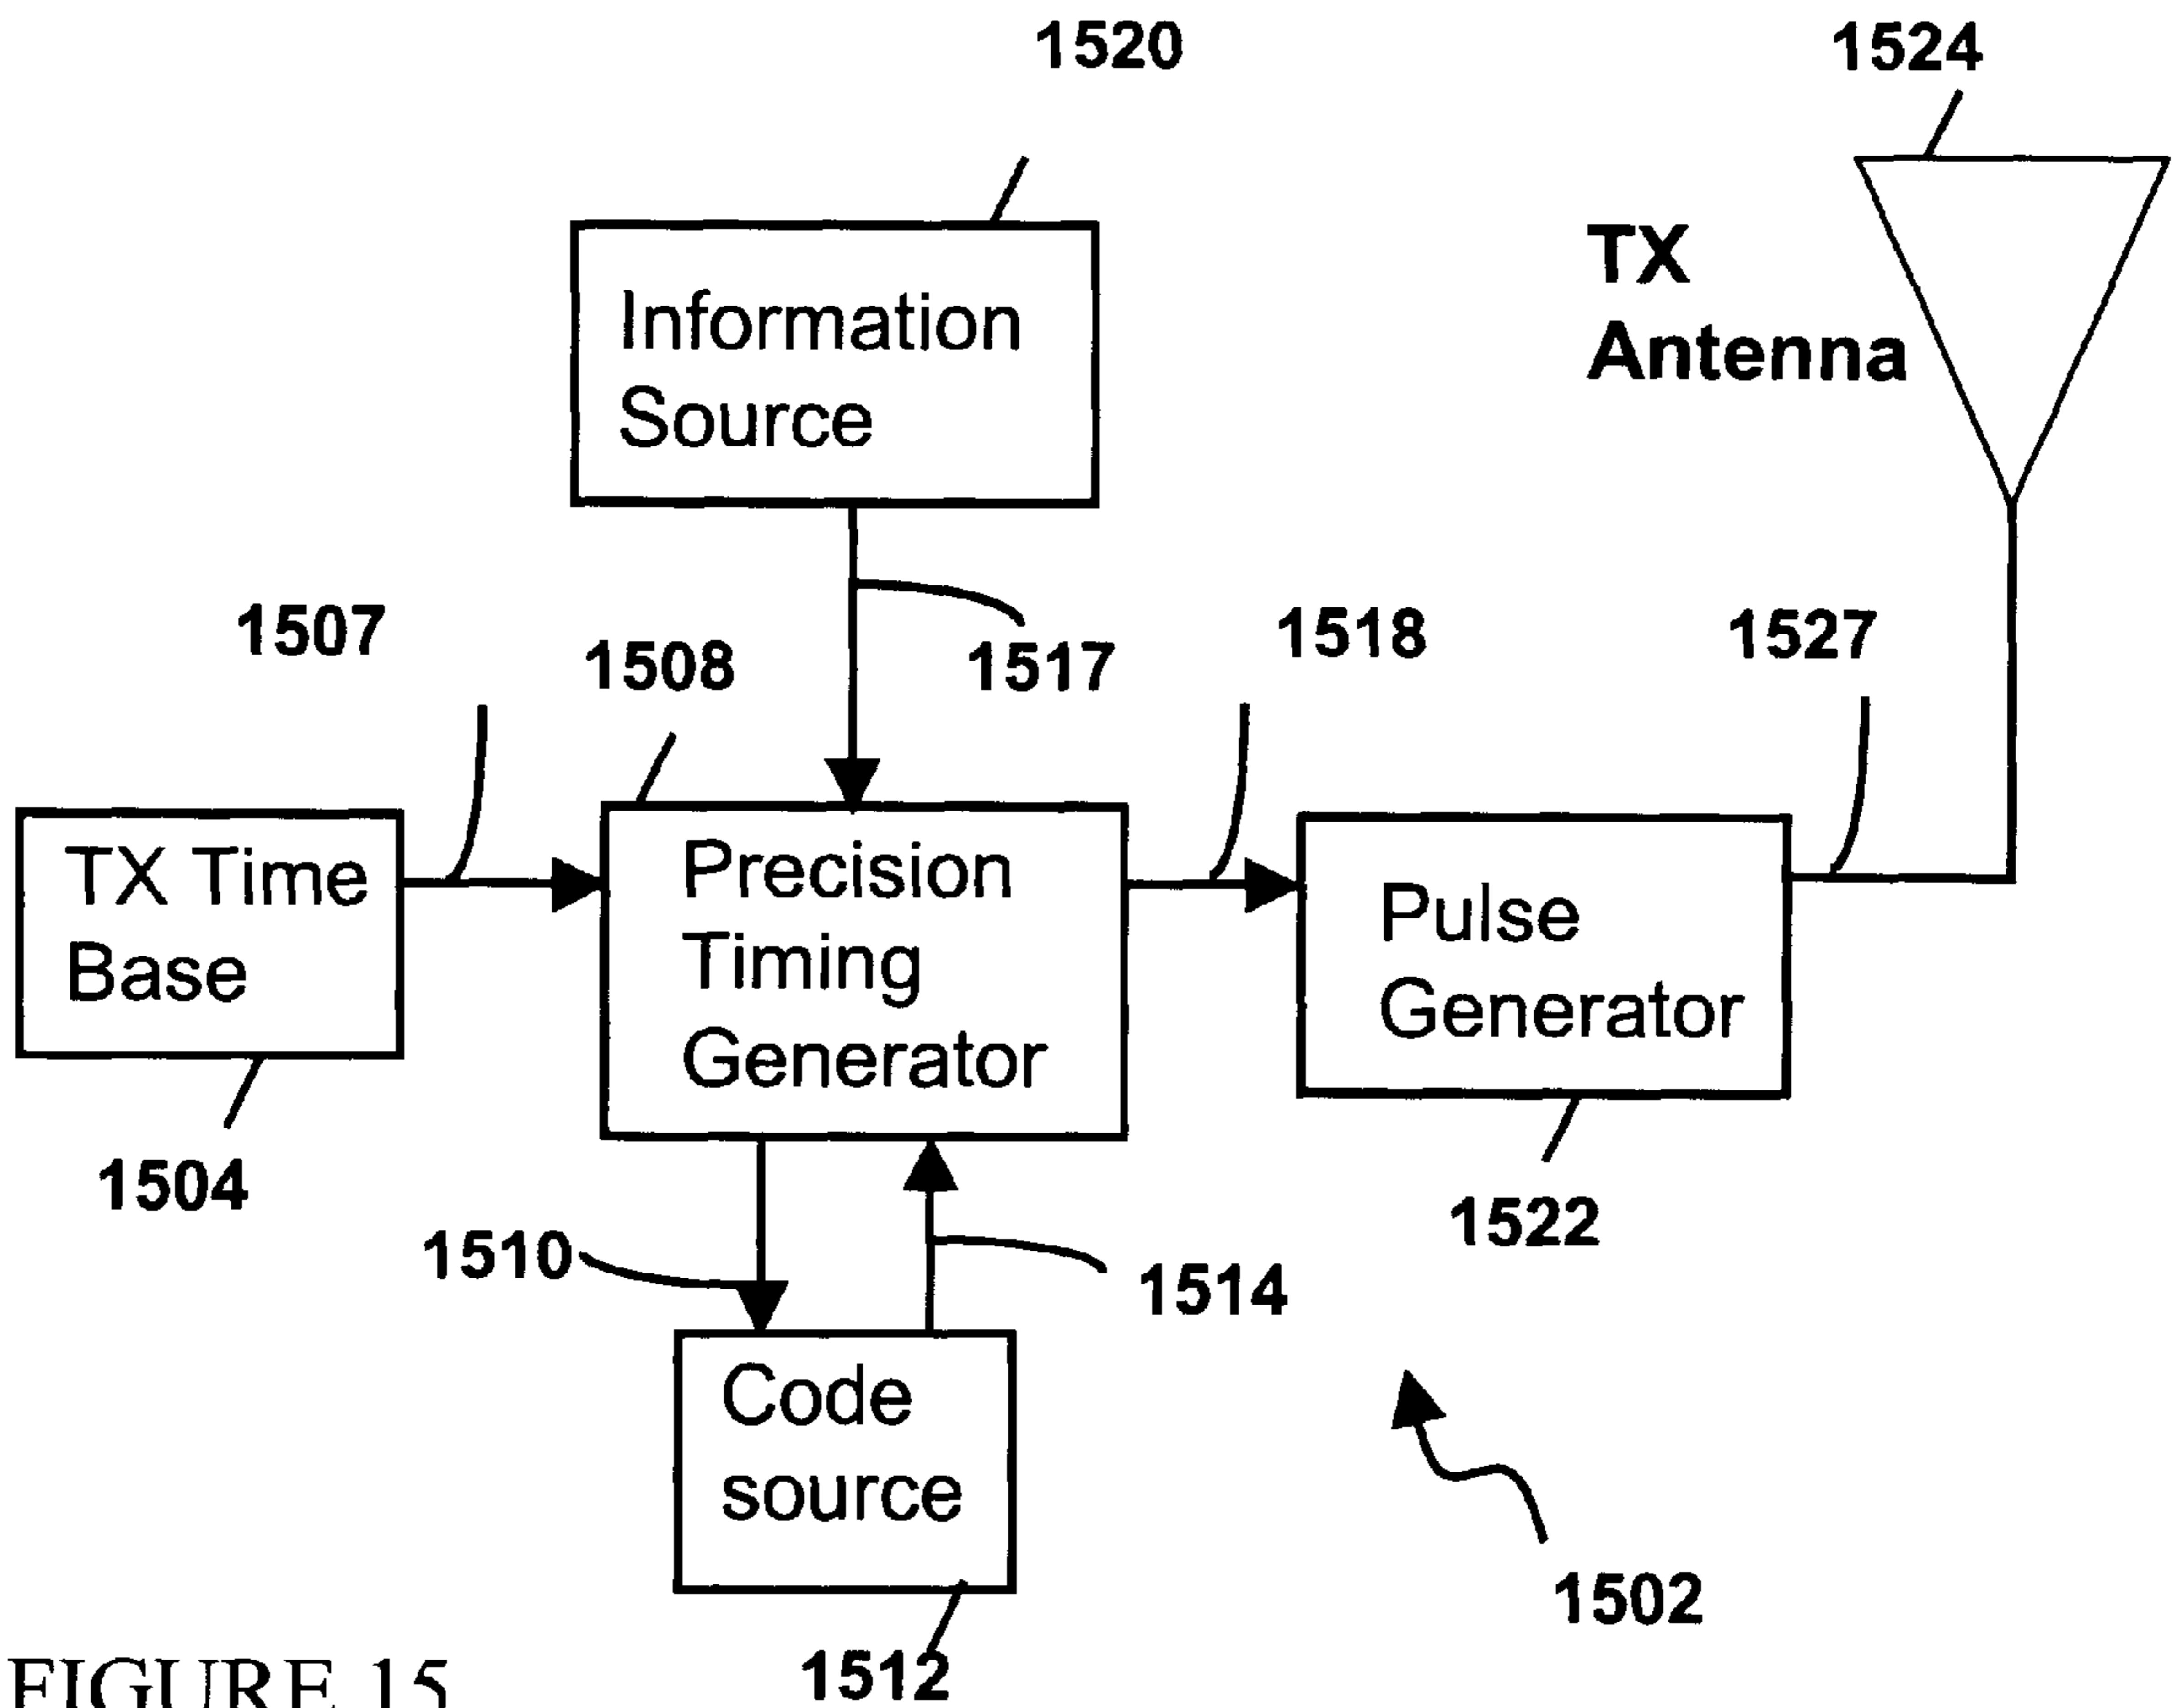 1520
1524
Information
Source
TX
Antenna
1507
1508
1517
1518
1527
TX Time
Base
Precision
Timing
Generator
Pulse
Generator
1504
1510
1514
1522
Code
source
1502
1512
FIGURE 15